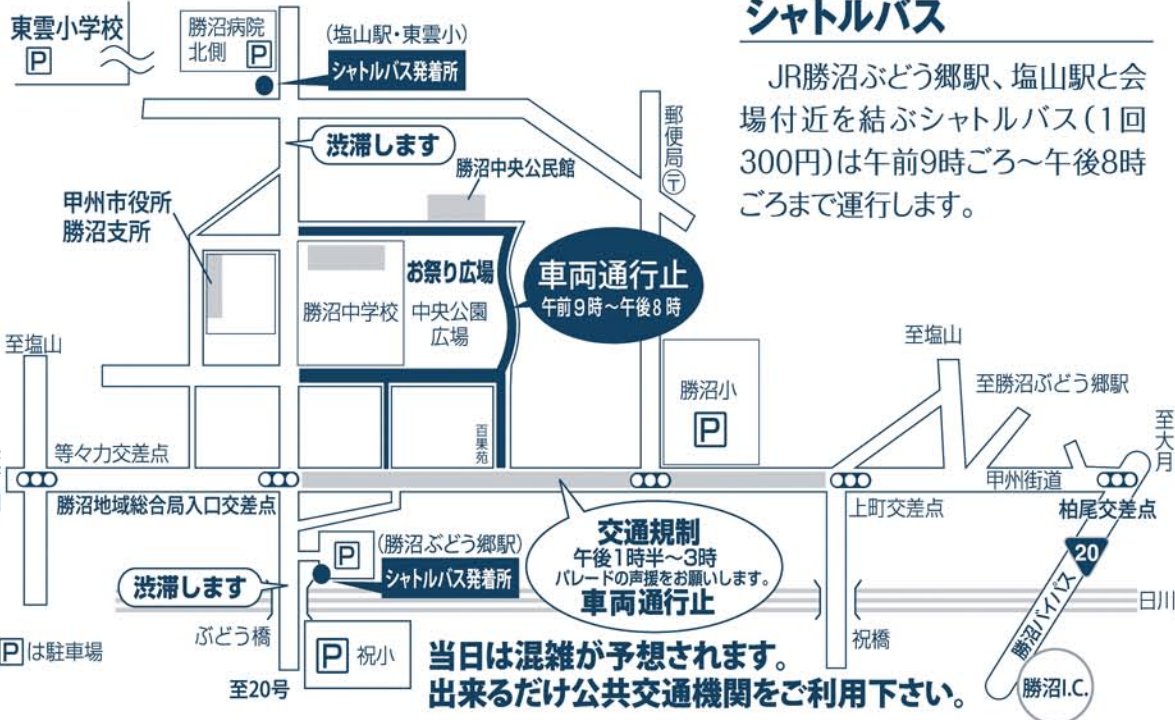 シャトルバス
JR勝沼ぶどう郷駅、塩山駅と会
場付近を結ぶシャトルバス(1回
300円)は午前9時ごろ〜午後8時
ごろまで運行します。
東雲小学校
P
勝沼病院
北側 P
(塩山駅・東雲小)
シャトルバス発着所
渋滞します
郵便局〒
勝沼中央公民館
甲州市役所
勝沼支所
お祭り広場
勝沼中学校
中央公園
広場
車両通行止
午前9時〜午後8時
至塩山
百果苑
勝沼小
P
至塩山
至勝沼ぶどう郷駅
至大月
等々力交差点
甲州街道
勝沼地域総合局入口交差点
上町交差点
柏尾交差点
P
(勝沼ぶどう郷駅)
シャトルバス発着所
交通規制
午後1時半〜3時
パレードの声援をお願いします。
車両通行止
20
渋滞します
日川
勝沼バイパス
ぶどう橋
祝橋
Pは駐車場
P 祝小
至20号
勝沼I.C.
当日は混雑が予想されます。
出来るだけ公共交通機関をご利用下さい。